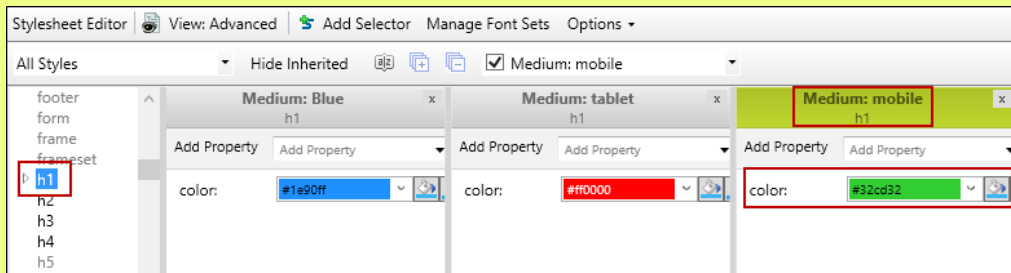 Stylesheet Editor View: Advanced Add Selector Manage Font Sets Options
All Styles Hide Inherited Medium: mobile
footer
form
frame
frameset
h1
h2
h3
h4
h5
Medium: Blue x
h1
Add Property Add Property
color: #1e90ff
Medium: tablet x
h1
Add Property Add Property
color: #ff0000
Medium: mobile x
h1
Add Property Add Property
color: #32cd32